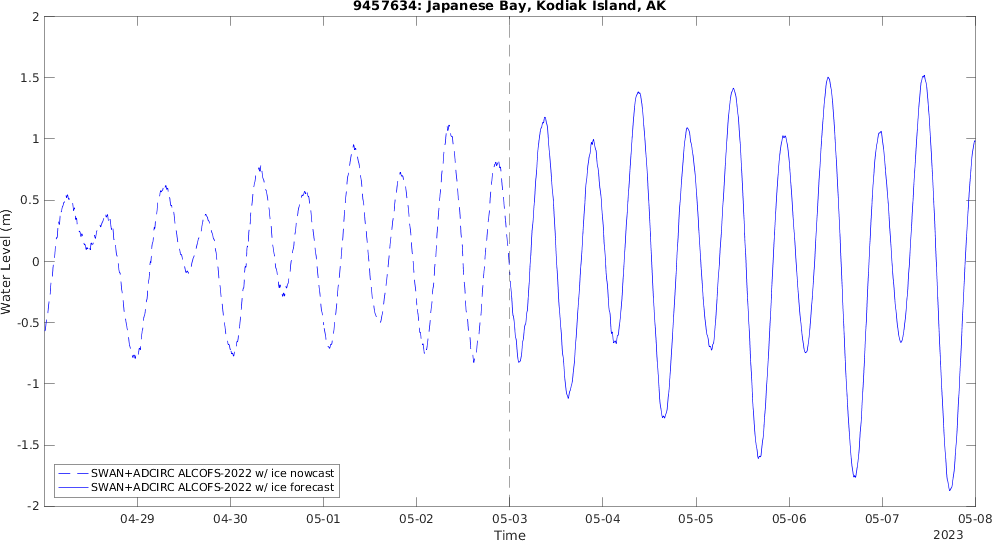 9457634: Japanese Bay, Kodiak Island, AK
2
1.5
1
0.5
0
-0.5
-1
-1.5
-2
Water Level (m)
SWAN+ADCIRC ALCOFS-2022 w/ ice nowcast
SWAN+ADCIRC ALCOFS-2022 w/ ice forecast
04-29 04-30 05-01 05-02 05-03 05-04 05-05 05-06 05-07 05-08
Time
2023